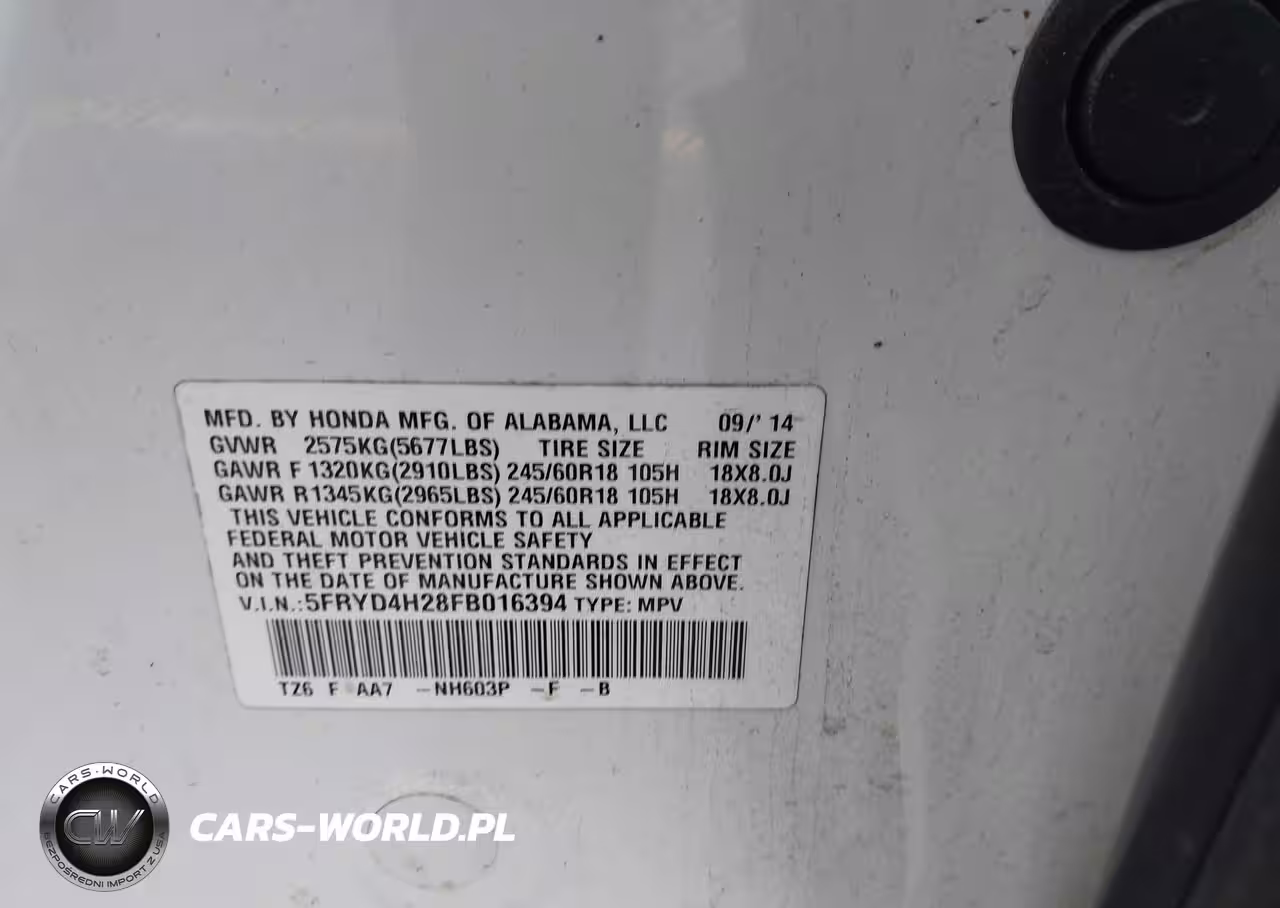 MFD. BY HONDA MFG. OF ALABAMA, LLC 09/' 14
GVWR 2575KG(5677LBS) TIRE SIZE RIM SIZE
GAWR F 1320KG(2910LBS) 245/60R18 105H 18X8.0J
GAWR R1345KG(2965LBS) 245/60R18 105H 18X8.0J
THIS VEHICLE CONFORMS TO ALL APPLICABLE
FEDERAL MOTOR VEHICLE SAFETY
AND THEFT PREVENTION STANDARDS IN EFFECT
ON THE DATE OF MANUFACTURE SHOWN ABOVE.
V.I.N.:5FRYD4H28FB016394 TYPE: MPV
TZ6 F AA7 -NH603P -F -B
CARS-WORLD
CW
BEZPOŚREDNI IMPORT Z USA
CARS-WORLD.PL